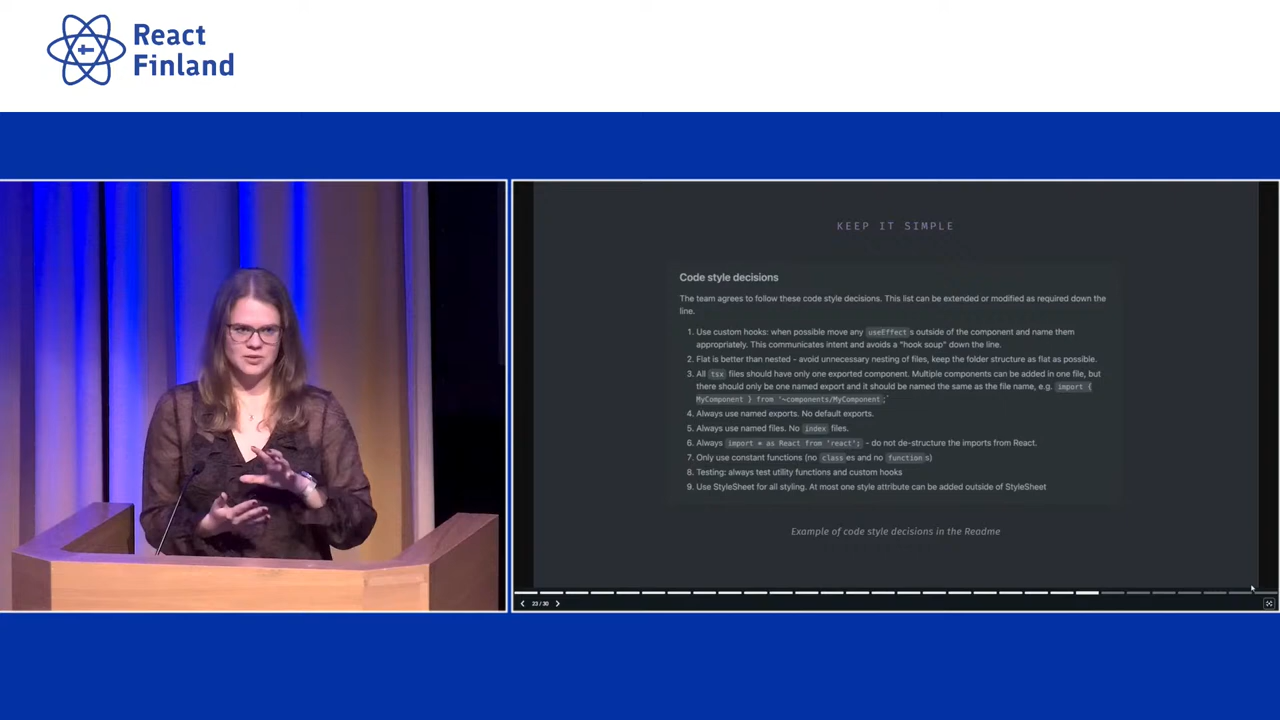 React
Finland
KEEP IT SIMPLE
Code style decisions
The team agrees to follow these code style decisions. This list can be extended or modified as required down the
line.
1. Use custom hooks: when possible move any useEffect s outside of the component and name them
appropriately. This communicates intent and avoids a "hook soup" down the line.
2. Flat is better than nested - avoid unnecessary nesting of files, keep the folder structure as flat as possible.
3. All tsx files should have only one exported component. Multiple components can be added in one file, but
there should only be one named export and it should be named the same as the file name, e.g. import {
MyComponent } from '~components/MyComponent ;`
4. Always use named exports. No default exports.
5. Always use named files. No index files.
6. Always import * as React from 'react'; - do not de-structure the imports from React.
7. Only use constant functions (no class es and no function s)
8. Testing: always test utility functions and custom hooks
9. Use StyleSheet for all styling. At most one style attribute can be added outside of StyleSheet
Example of code style decisions in the Readme
23 / 30